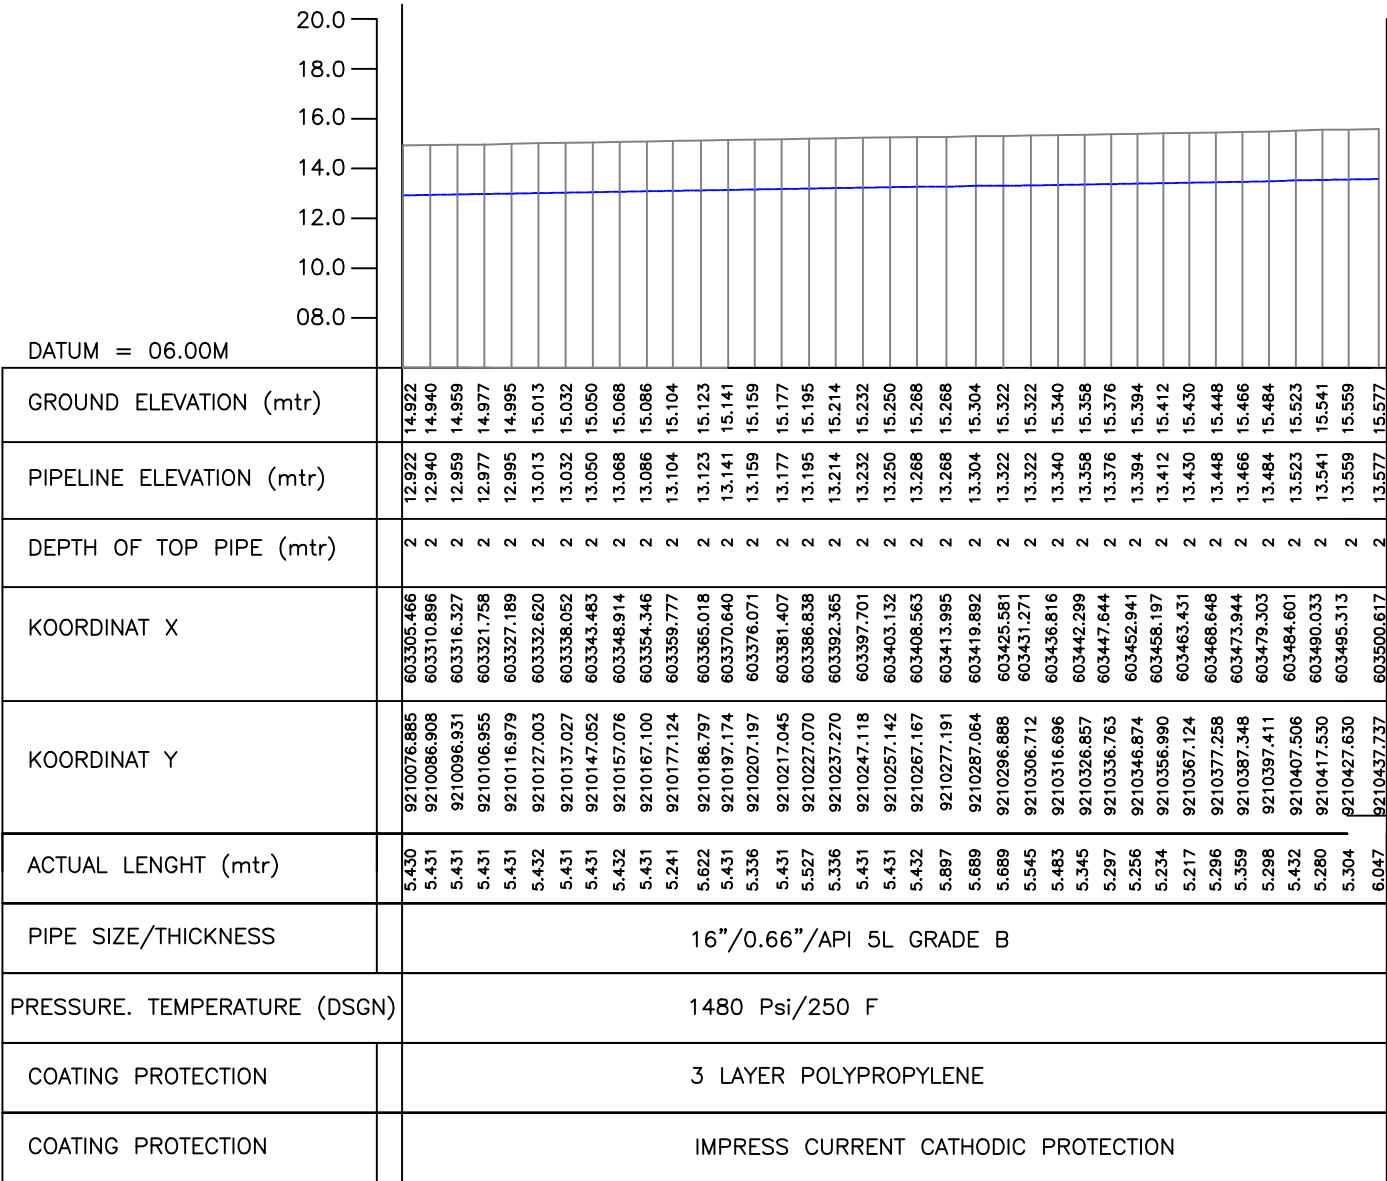 20.0
18.0
16.0
14.0
12.0
10.0
08.0
DATUM = 06.00M
GROUND ELEVATION (mtr) 14.922 14.940 14.959 14.977 14.995 15.013 15.032 15.050 15.068 15.086 15.104 15.123 15.141 15.159 15.177 15.195 15.214 15.232 15.250 15.268 15.268 15.304 15.322 15.322 15.340 15.358 15.376 15.394 15.412 15.430 15.448 15.466 15.484 15.523 15.541 15.559 15.577
PIPELINE ELEVATION (mtr) 12.922 12.940 12.959 12.977 12.995 13.013 13.032 13.050 13.068 13.086 13.104 13.123 13.141 13.159 13.177 13.195 13.214 13.232 13.250 13.268 13.268 13.304 13.322 13.322 13.340 13.358 13.376 13.394 13.412 13.430 13.448 13.466 13.484 13.523 13.541 13.559 13.577
DEPTH OF TOP PIPE (mtr) 2 2 2 2 2 2 2 2 2 2 2 2 2 2 2 2 2 2 2 2 2 2 2 2 2 2 2 2 2 2 2 2 2 2 2 2 2
KOORDINAT X 603305.466 603310.896 603316.327 603321.758 603327.189 603332.620 603338.052 603343.483 603348.914 603354.346 603359.777 603365.018 603370.640 603376.071 603381.407 603386.838 603392.365 603397.701 603403.132 603408.563 603413.995 603419.892 603425.581 603431.271 603436.816 603442.299 603447.644 603452.941 603458.197 603463.431 603468.648 603473.944 603479.303 603484.601 603490.033 603495.313 603500.617
KOORDINAT Y 9210076.885 9210086.908 9210096.931 9210106.955 9210116.979 9210127.003 9210137.027 9210147.052 9210157.076 9210167.100 9210177.124 9210186.797 9210197.174 9210207.197 9210217.045 9210227.070 9210237.270 9210247.118 9210257.142 9210267.167 9210277.191 9210287.064 9210296.888 9210306.712 9210316.696 9210326.857 9210336.763 9210346.874 9210356.990 9210367.124 9210377.258 9210387.348 9210397.411 9210407.506 9210417.530 9210427.630 9210437.737
ACTUAL LENGHT (mtr) 5.430 5.431 5.431 5.431 5.431 5.432 5.431 5.431 5.432 5.431 5.241 5.622 5.431 5.336 5.431 5.527 5.336 5.431 5.431 5.432 5.897 5.689 5.689 5.545 5.483 5.345 5.297 5.256 5.234 5.217 5.296 5.359 5.298 5.432 5.280 5.304 6.047
PIPE SIZE/THICKNESS 16"/0.66"/API 5L GRADE B
PRESSURE. TEMPERATURE (DSGN) 1480 Psi/250 F
COATING PROTECTION 3 LAYER POLYPROPYLENE
COATING PROTECTION IMPRESS CURRENT CATHODIC PROTECTION